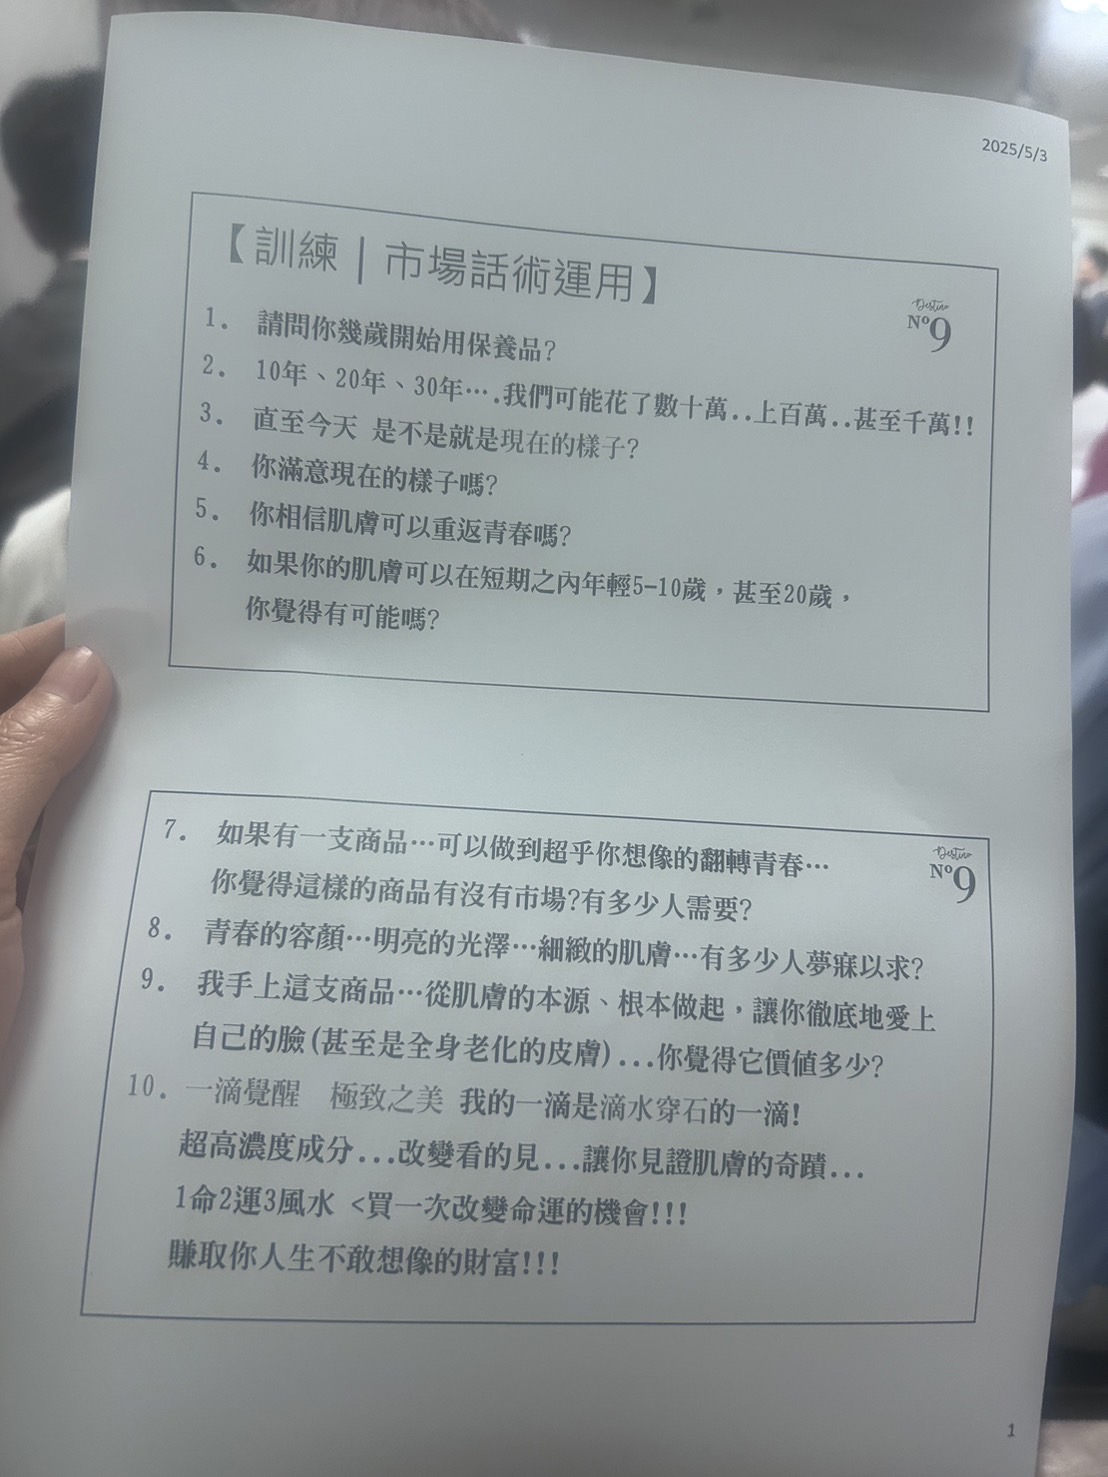 2025/5/3
【訓練｜市場話術運用】
Destino
Nº9
1. 請問你幾歲開始用保養品?
2. 10年、20年、30年….我們可能花了數十萬..上百萬..甚至千萬!!
3. 直至今天 是不是就是現在的樣子?
4. 你滿意現在的樣子嗎?
5. 你相信肌膚可以重返青春嗎?
6. 如果你的肌膚可以在短期之內年輕5-10歲，甚至20歲，
你覺得有可能嗎?
Destino
Nº9
7. 如果有一支商品…可以做到超乎你想像的翻轉青春…
你覺得這樣的商品有沒有市場?有多少人需要?
8. 青春的容顏…明亮的光澤…細緻的肌膚…有多少人夢寐以求?
9. 我手上這支商品…從肌膚的本源、根本做起，讓你徹底地愛上
自己的臉(甚至是全身老化的皮膚)...你覺得它價值多少?
10. 一滴覺醒 極致之美 我的一滴是滴水穿石的一滴!
超高濃度成分...改變看的見...讓你見證肌膚的奇蹟...
1命2運3風水 <買一次改變命運的機會!!!
賺取你人生不敢想像的財富!!!
1